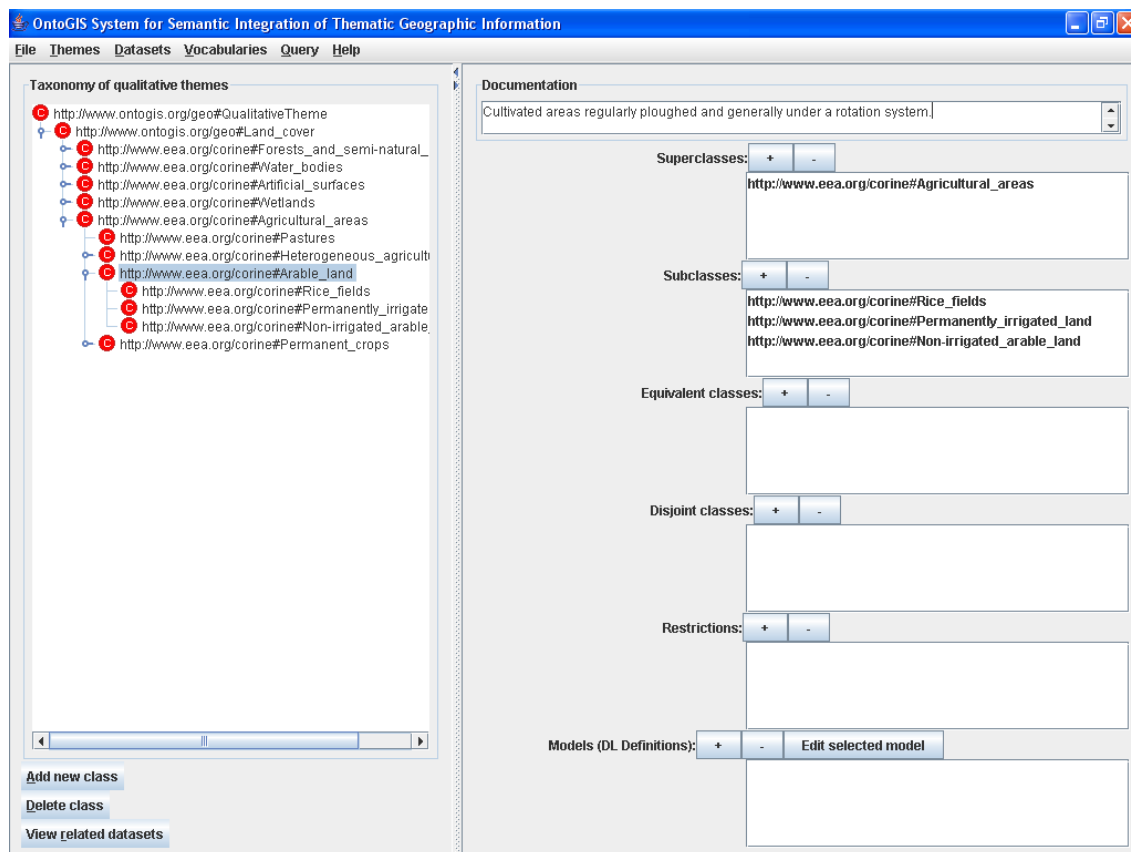 OntoGIS System for Semantic Integration of Thematic Geographic Information
File Themes Datasets Vocabularies Query Help
Taxonomy of qualitative themes
C http://www.ontogis.org/geo#QualitativeTheme
C http://www.ontogis.org/geo#Land_cover
C http://www.eea.org/corine#Forests_and_semi-natural_
C http://www.eea.org/corine#Water_bodies
C http://www.eea.org/corine#Artificial_surfaces
C http://www.eea.org/corine#Wetlands
C http://www.eea.org/corine#Agricultural_areas
C http://www.eea.org/corine#Pastures
C http://www.eea.org/corine#Heterogeneous_agricultu
C http://www.eea.org/corine#Arable_land
C http://www.eea.org/corine#Rice_fields
C http://www.eea.org/corine#Permanently_irrigate
C http://www.eea.org/corine#Non-irrigated_arable_
C http://www.eea.org/corine#Permanent_crops
Add new class
Delete class
View related datasets
Documentation
Cultivated areas regularly ploughed and generally under a rotation system.
Superclasses: + -
http://www.eea.org/corine#Agricultural_areas
Subclasses: + -
http://www.eea.org/corine#Rice_fields
http://www.eea.org/corine#Permanently_irrigated_land
http://www.eea.org/corine#Non-irrigated_arable_land
Equivalent classes: + -
Disjoint classes: + -
Restrictions: + -
Models (DL Definitions): + - Edit selected model